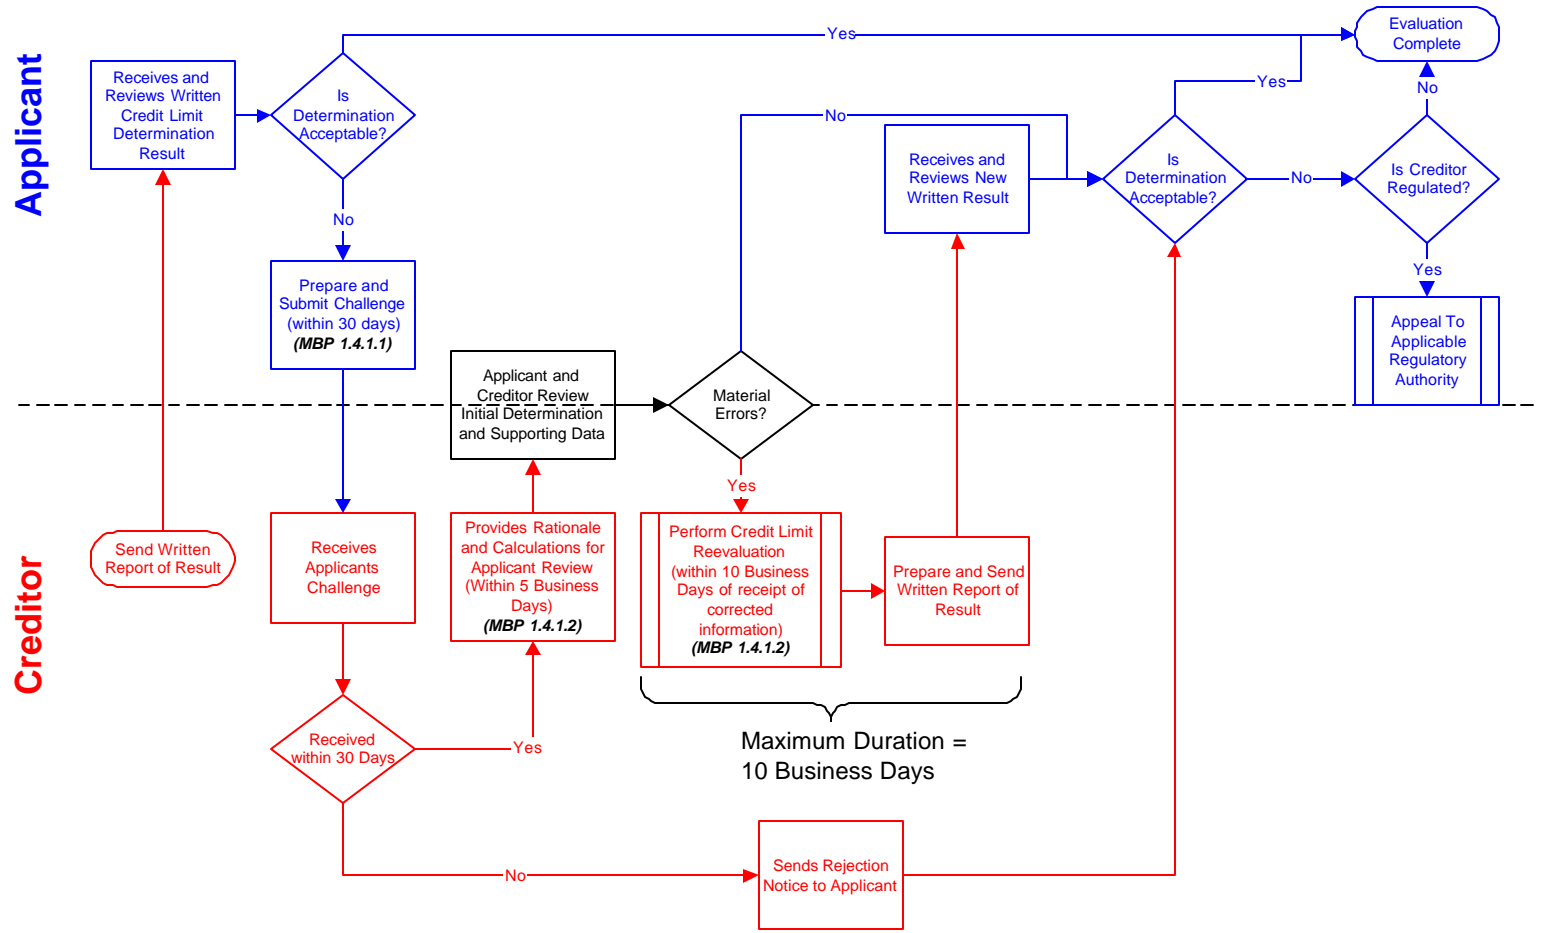 Applicant
Receives and
Reviews Written
Credit Limit
Determination
Result
Is
Determination
Acceptable?
Yes
No
Prepare and
Submit Challenge
(within 30 days)
(MBP 1.4.1.1)
Applicant and
Creditor Review
Initial Determination
and Supporting Data
Material
Errors?
No
Receives and
Reviews New
Written Result
Is
Determination
Acceptable?
Yes
No
Evaluation
Complete
No
Is Creditor
Regulated?
Yes
Appeal To
Applicable
Regulatory
Authority
Creditor
Send Written
Report of Result
Receives
Applicants
Challenge
Received
within 30 Days
Yes
No
Provides Rationale
and Calculations for
Applicant Review
(Within 5 Business
Days)
(MBP 1.4.1.2)
Yes
Perform Credit Limit
Reevaluation
(within 10 Business
Days of receipt of
corrected
information)
(MBP 1.4.1.2)
Prepare and Send
Written Report of
Result
Maximum Duration =
10 Business Days
Sends Rejection
Notice to Applicant